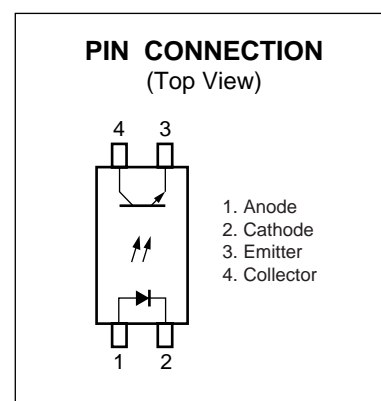 PIN CONNECTION
(Top View)
4 3
1. Anode
2. Cathode
3. Emitter
4. Collector
1 2